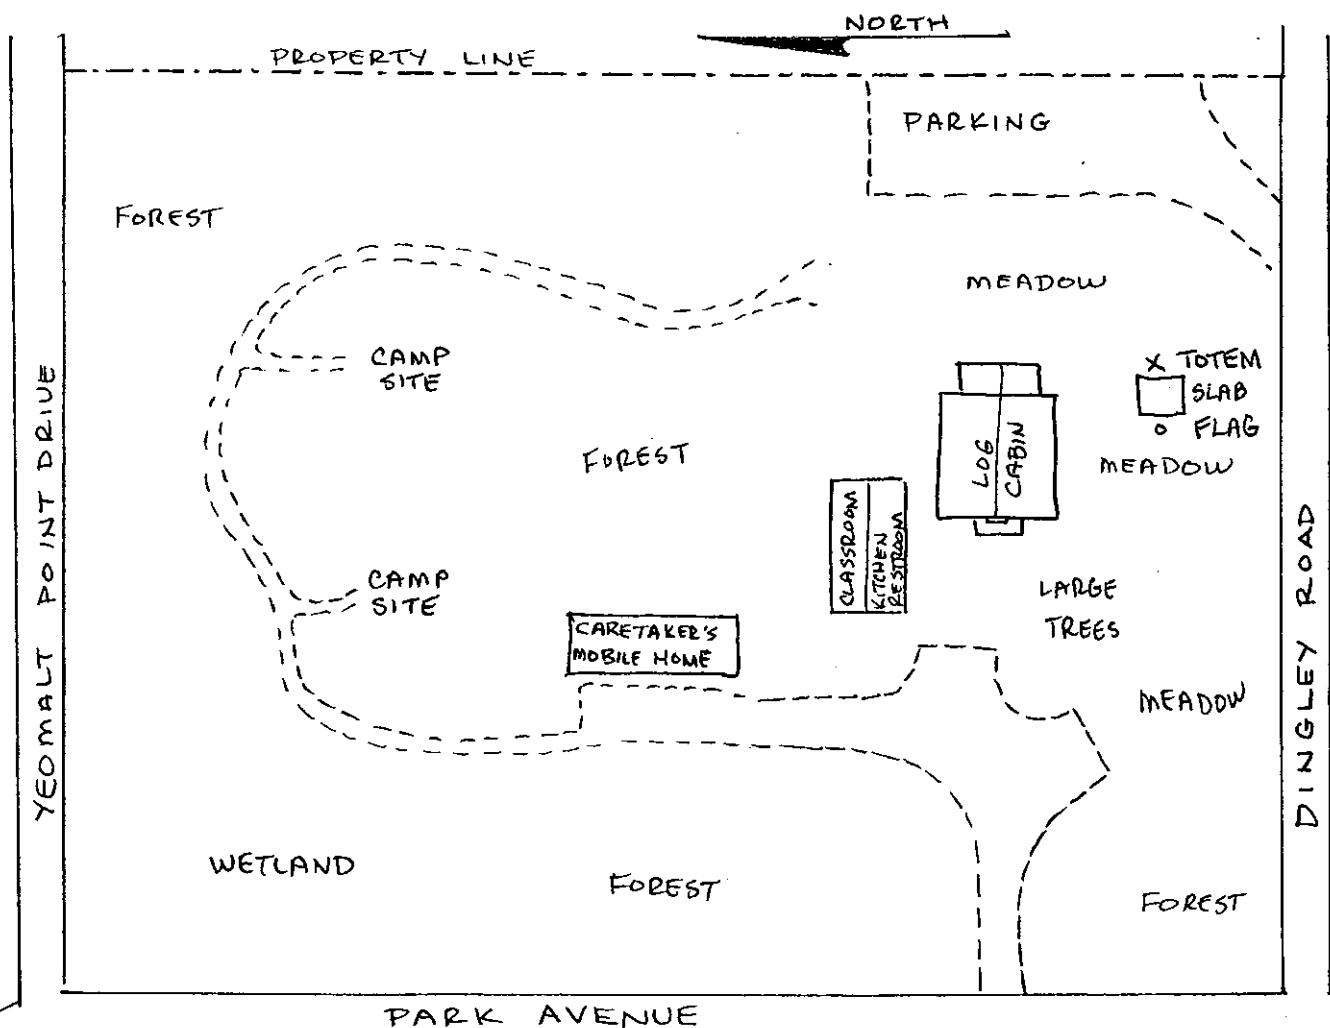 NORTH
PROPERTY LINE
PARKING
FOREST
MEADOW
CAMP
SITE
X TOTEM
SLAB
FLAG
YEOMALT POINT DRIVE
FOREST
LOG
CABIN
MEADOW
CLASSROOM
KITCHEN
RESTROOM
CAMP
SITE
LARGE
TREES
CARETAKER'S
MOBILE HOME
MEADOW
DINGLEY ROAD
WETLAND
FOREST
FOREST
PARK AVENUE